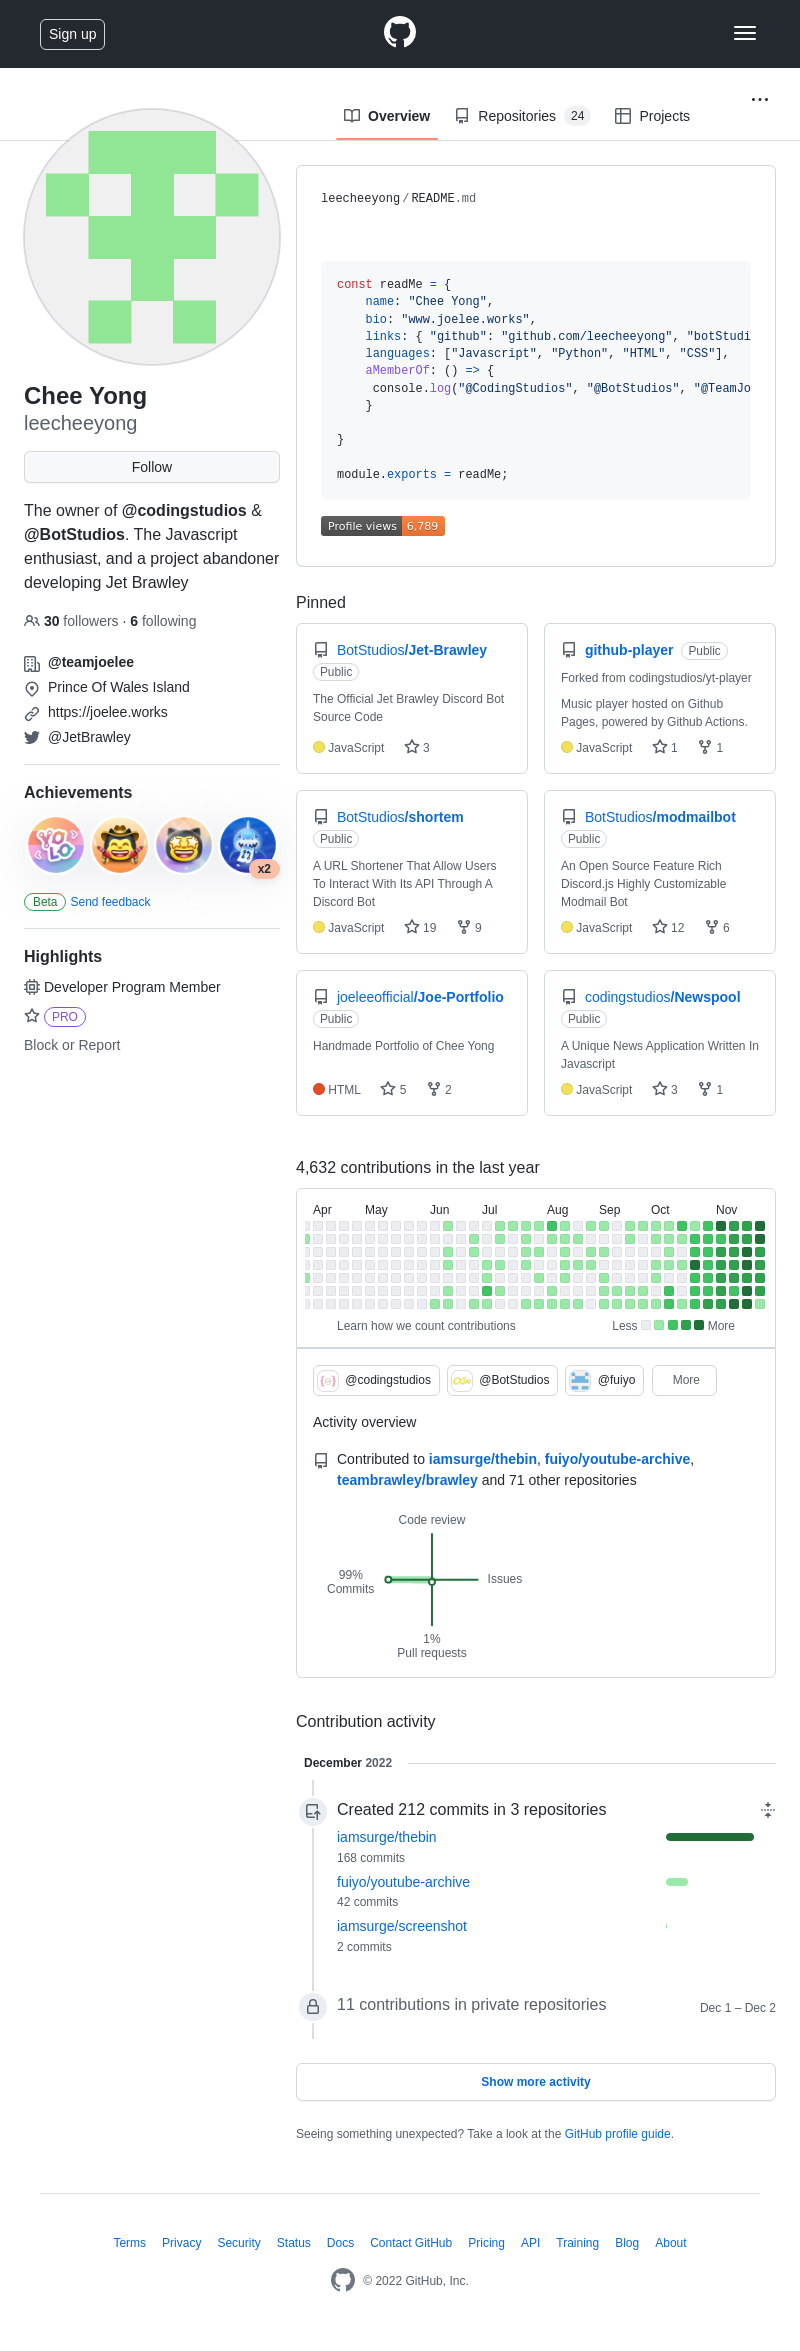 Sign up
Overview
Repositories 24
Projects
Chee Yong
leecheeyong
Follow
The owner of @codingstudios &
@BotStudios. The Javascript
enthusiast, and a project abandoner
developing Jet Brawley
30 followers · 6 following
@teamjoelee
Prince Of Wales Island
https://joelee.works
@JetBrawley
Achievements
YOLO
x2
Beta Send feedback
Highlights
Developer Program Member
PRO
Block or Report
leecheeyong/README.md
const readMe = {
name: "Chee Yong",
bio: "www.joelee.works",
links: { "github": "github.com/leecheeyong", "botStudi
languages: ["Javascript", "Python", "HTML", "CSS"],
aMemberOf: () => {
console.log("@CodingStudios", "@BotStudios", "@TeamJo
}
}
module.exports = readMe;
Profile views 6,789
Pinned
BotStudios/Jet-Brawley
Public
The Official Jet Brawley Discord Bot
Source Code
JavaScript 3
github-player Public
Forked from codingstudios/yt-player
Music player hosted on Github
Pages, powered by Github Actions.
JavaScript 1 1
BotStudios/shortem
Public
A URL Shortener That Allow Users
To Interact With Its API Through A
Discord Bot
JavaScript 19 9
BotStudios/modmailbot
Public
An Open Source Feature Rich
Discord.js Highly Customizable
Modmail Bot
JavaScript 12 6
joeleeofficial/Joe-Portfolio
Public
Handmade Portfolio of Chee Yong
HTML 5 2
codingstudios/Newspool
Public
A Unique News Application Written In
Javascript
JavaScript 3 1
4,632 contributions in the last year
Apr May Jun Jul Aug Sep Oct Nov
Learn how we count contributions
Less More
@codingstudios
@BotStudios
@fuiyo
More
Activity overview
Contributed to iamsurge/thebin, fuiyo/youtube-archive,
teambrawley/brawley and 71 other repositories
Code review
99%
Commits
Issues
1%
Pull requests
Contribution activity
December 2022
Created 212 commits in 3 repositories
iamsurge/thebin
168 commits
fuiyo/youtube-archive
42 commits
iamsurge/screenshot
2 commits
11 contributions in private repositories
Dec 1 – Dec 2
Show more activity
Seeing something unexpected? Take a look at the GitHub profile guide.
Terms Privacy Security Status Docs Contact GitHub Pricing API Training Blog About
© 2022 GitHub, Inc.